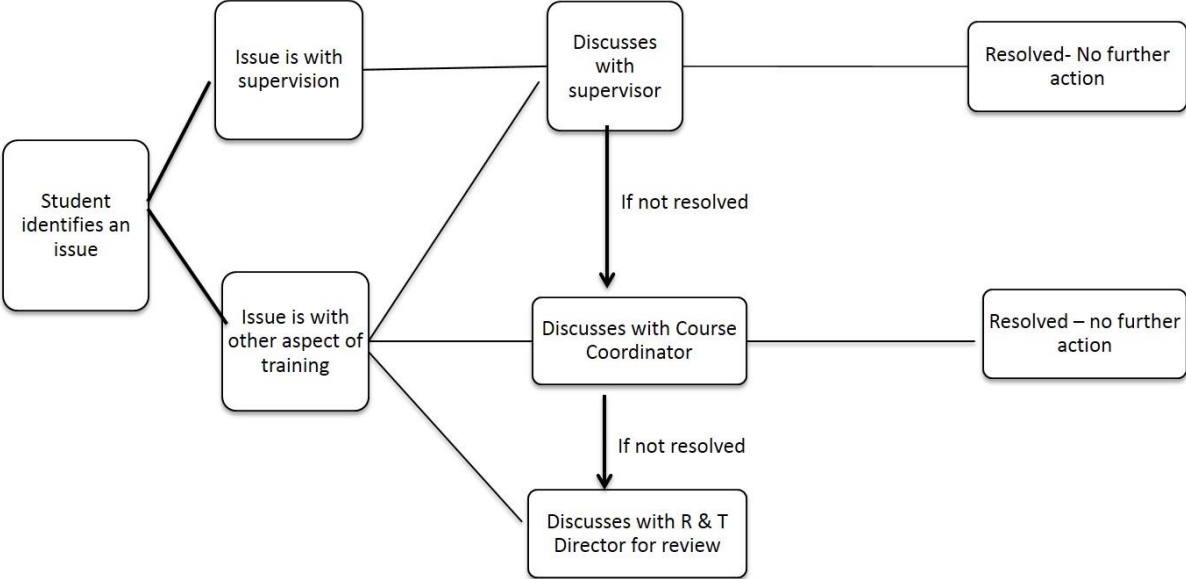 Student
identifies an
issue
Issue is with
supervision
Issue is with
other aspect of
training
Discusses
with
supervisor
Resolved- No further
action
If not resolved
Discusses with Course
Coordinator
Resolved – no further
action
If not resolved
Discusses with R & T
Director for review